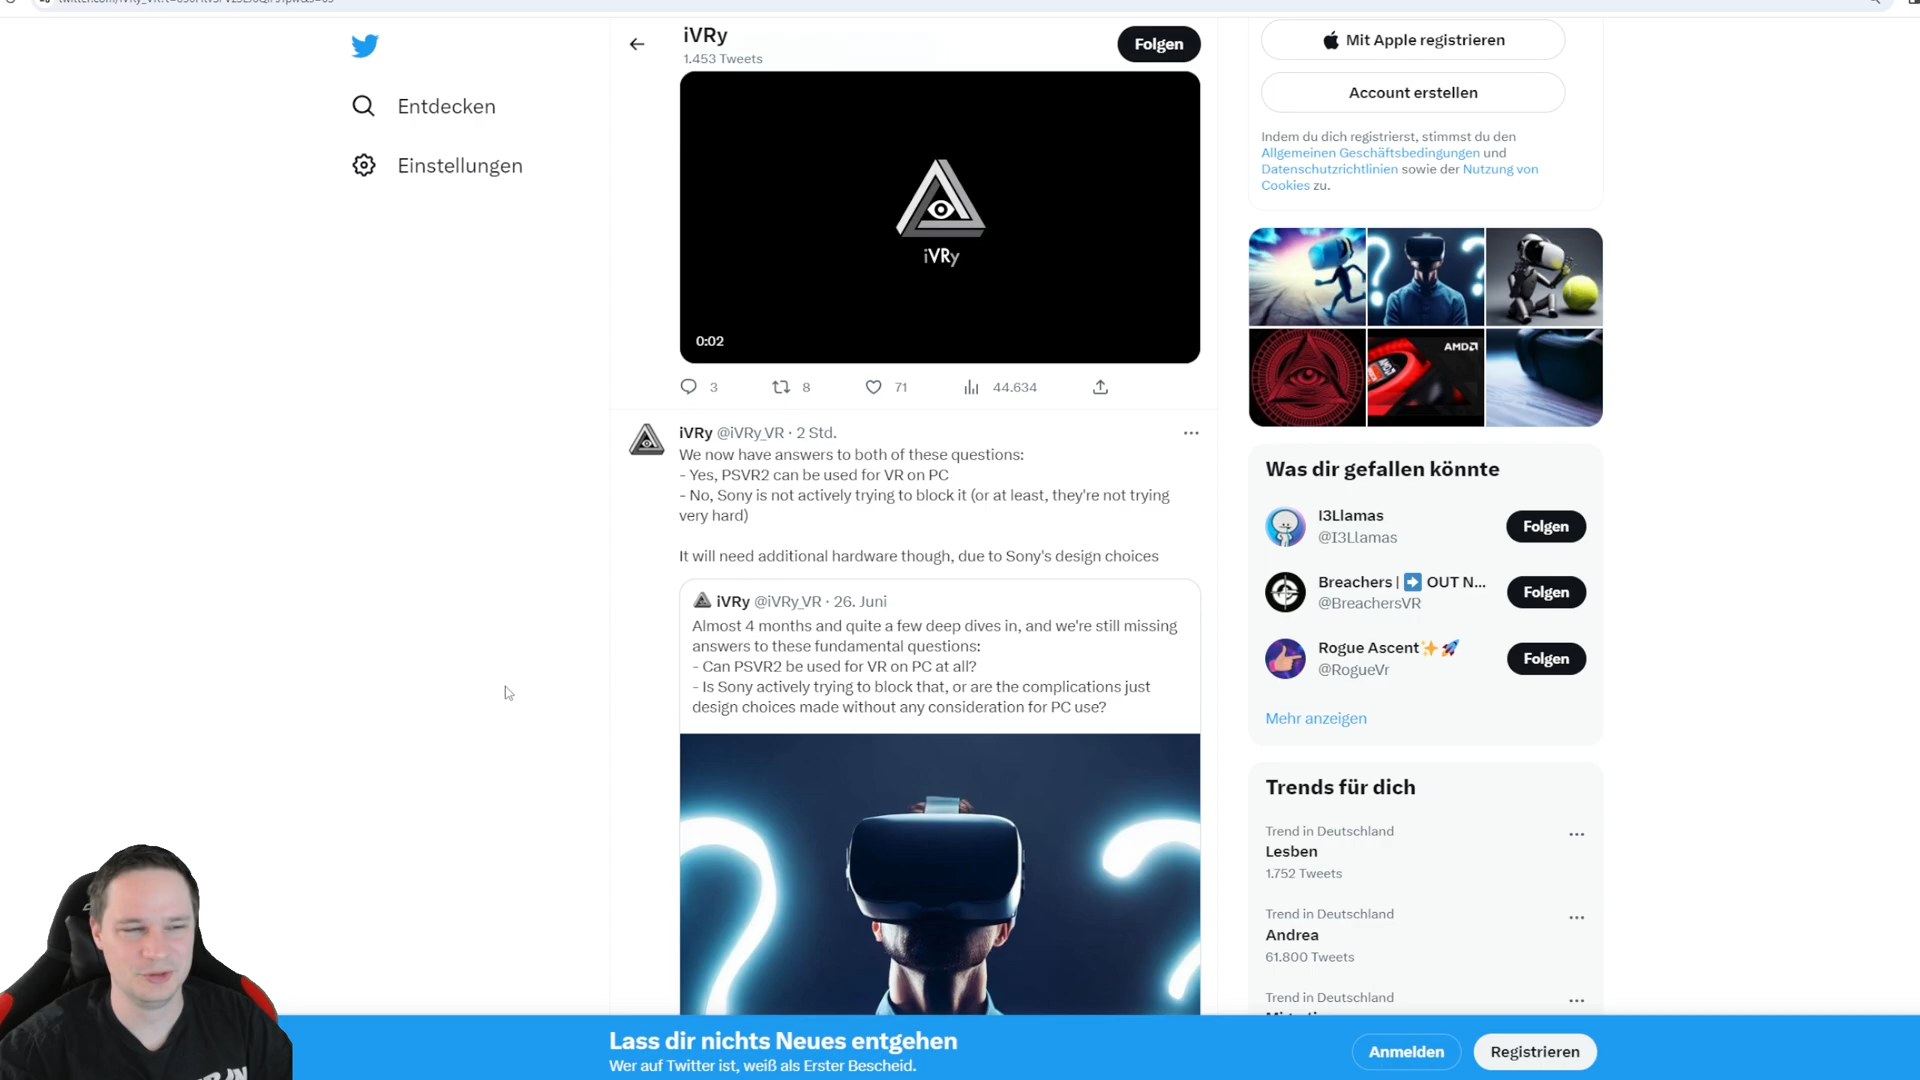 iVRy
1.453 Tweets
Folgen
Mit Apple registrieren
Account erstellen
Indem du dich registrierst, stimmst du den
Allgemeinen Geschäftsbedingungen und
Datenschutzrichtlinien sowie der Nutzung von
Cookies zu.
Entdecken
Einstellungen
iVRy
0:02
3
8
71
44.634
AMD
iVRy @iVRy_VR · 2 Std.
We now have answers to both of these questions:
- Yes, PSVR2 can be used for VR on PC
- No, Sony is not actively trying to block it (or at least, they're not trying
very hard)
It will need additional hardware though, due to Sony's design choices
iVRy @iVRy_VR · 26. Juni
Almost 4 months and quite a few deep dives in, and we're still missing
answers to these fundamental questions:
- Can PSVR2 be used for VR on PC at all?
- Is Sony actively trying to block that, or are the complications just
design choices made without any consideration for PC use?
Was dir gefallen könnte
I3Llamas
@I3Llamas
Folgen
Breachers | ➡️ OUT N...
@BreachersVR
Folgen
Rogue Ascent✨🚀
@RogueVr
Folgen
Mehr anzeigen
Trends für dich
Trend in Deutschland
Lesben
1.752 Tweets
Trend in Deutschland
Andrea
61.800 Tweets
Trend in Deutschland
Lass dir nichts Neues entgehen
Wer auf Twitter ist, weiß als Erster Bescheid.
Anmelden
Registrieren